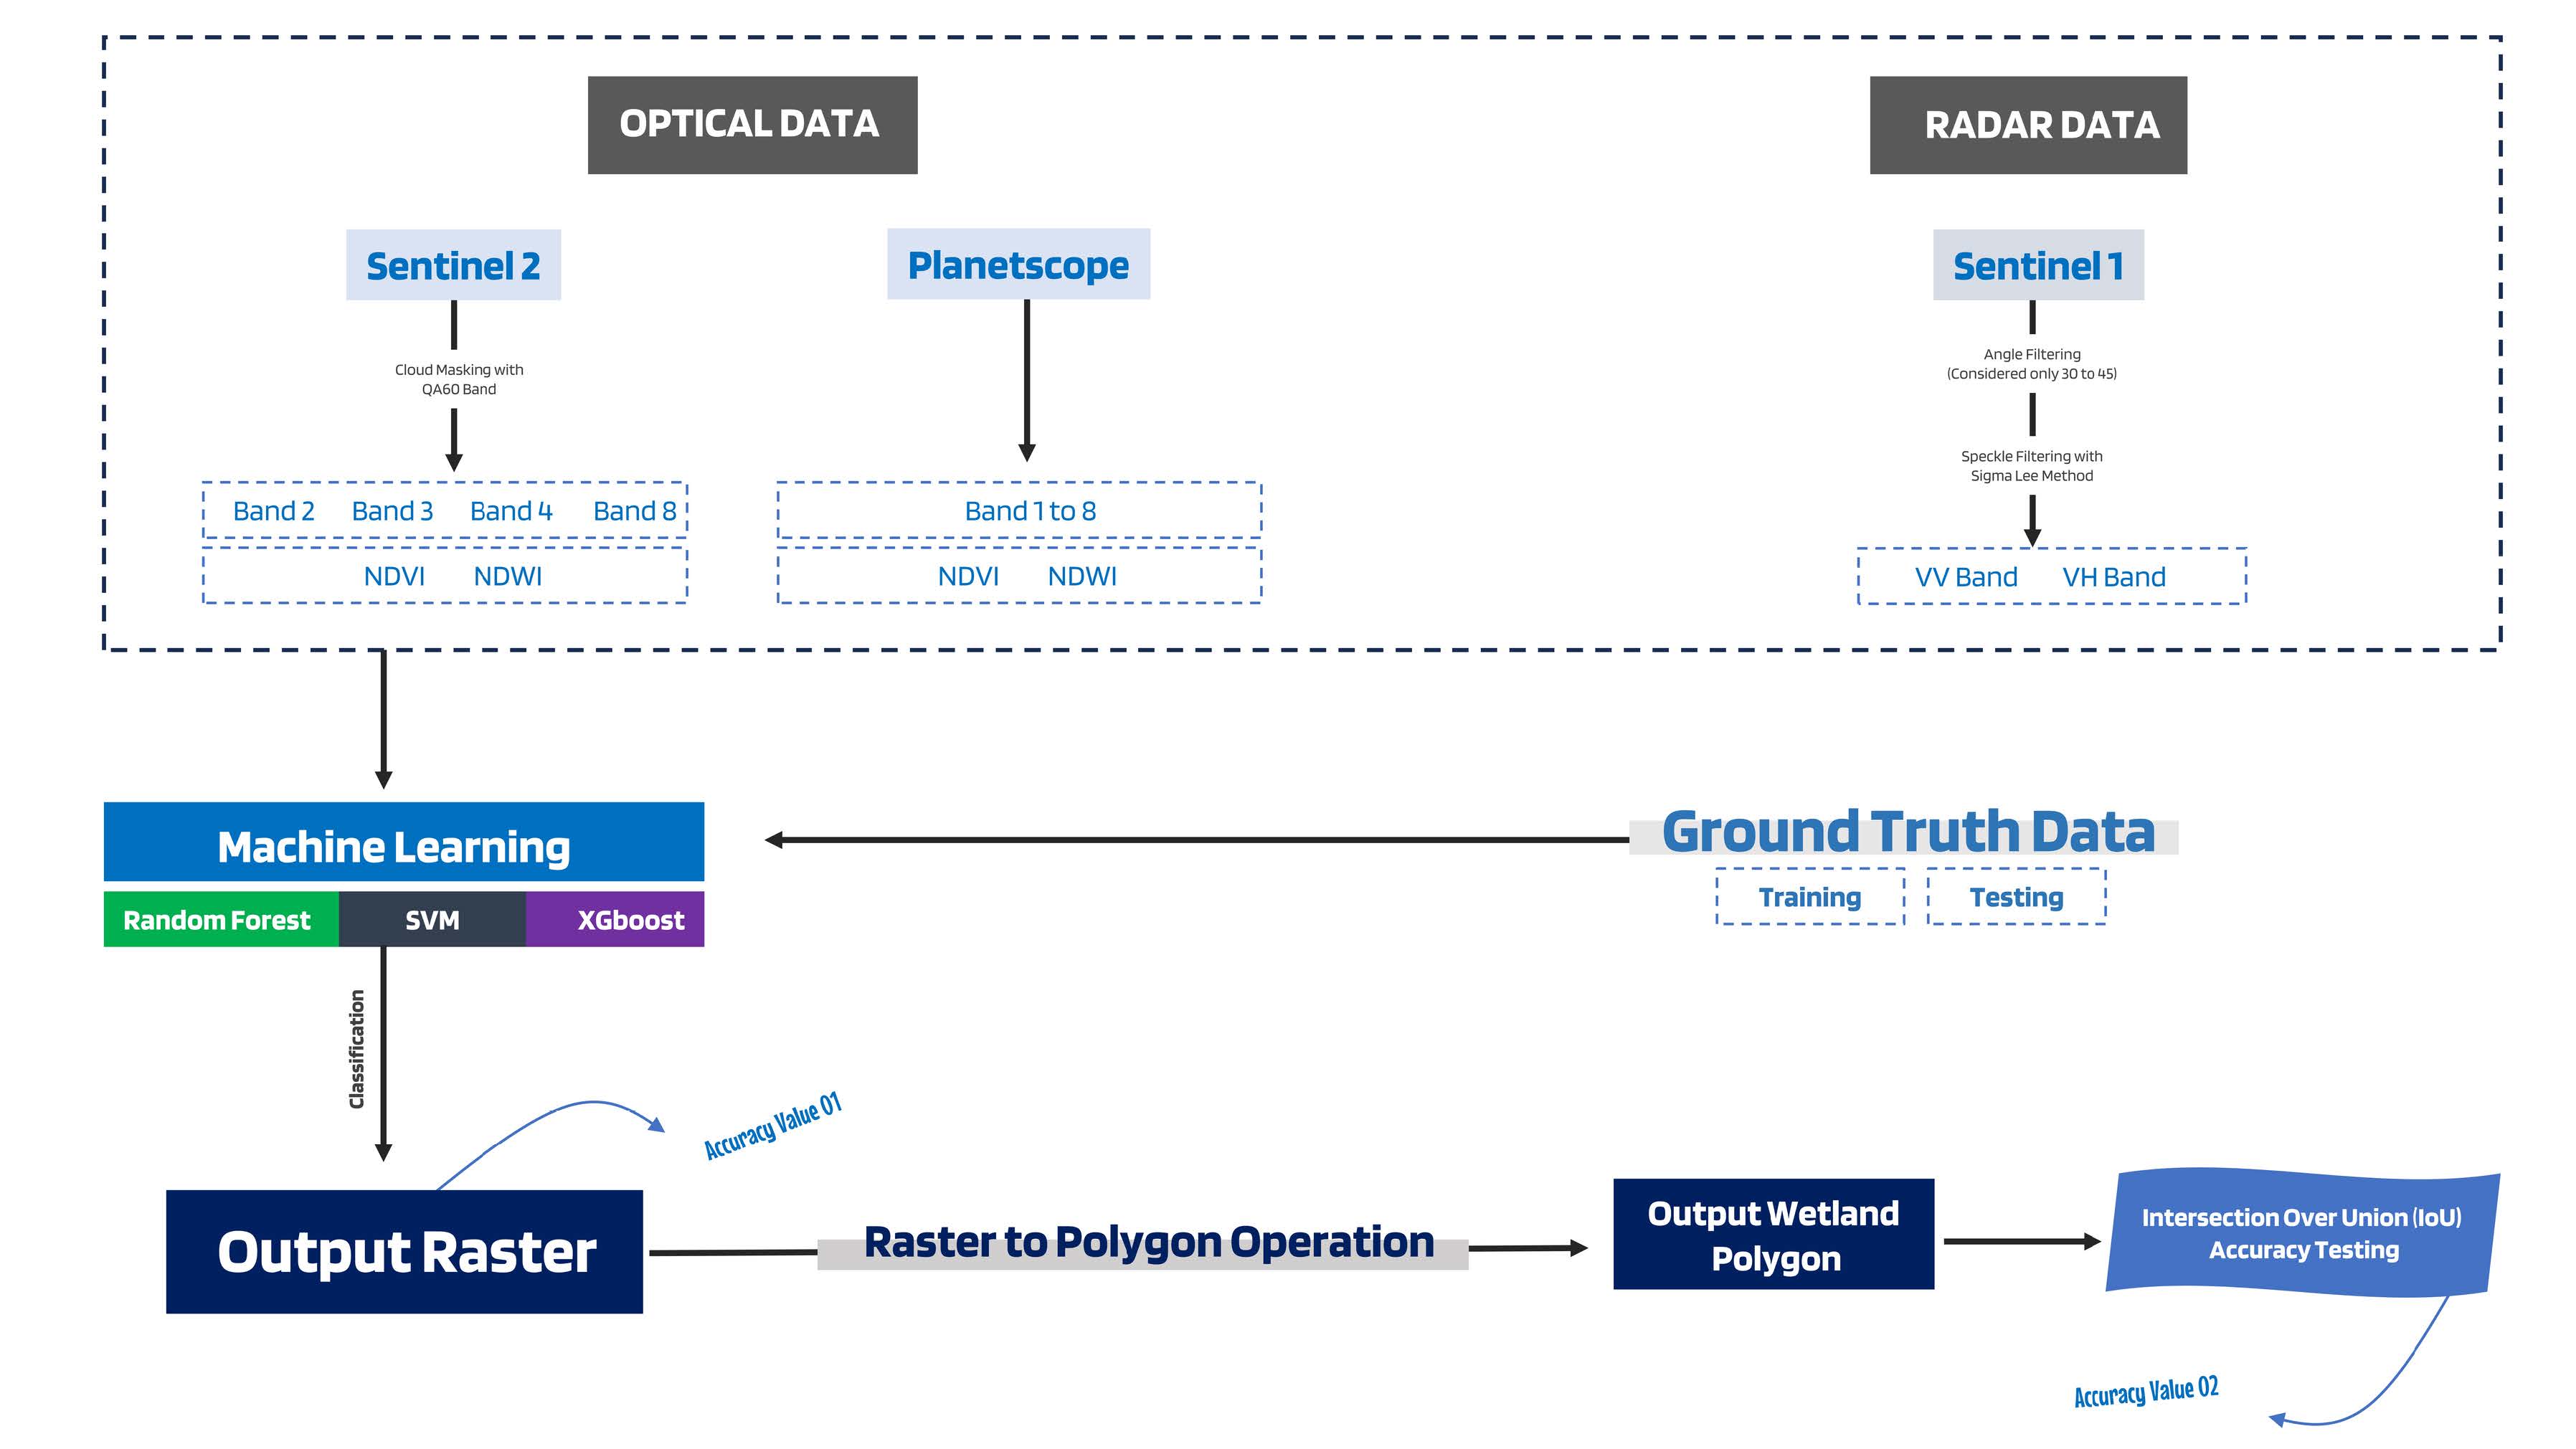 OPTICAL DATA
RADAR DATA
Sentinel 2
Planetscope
Sentinel 1
Cloud Masking with
QA60 Band
Angle Filtering
(Considered only 30 to 45)
Speckle Filtering with
Sigma Lee Method
Band 2 Band 3 Band 4 Band 8
Band 1 to 8
NDVI NDWI
NDVI NDWI
VV Band VH Band
Machine Learning
Ground Truth Data
Random Forest SVM XGboost
Training Testing
Classification
Accuracy Value 01
Output Raster
Raster to Polygon Operation
Output Wetland
Polygon
Intersection Over Union (IoU)
Accuracy Testing
Accuracy Value 02